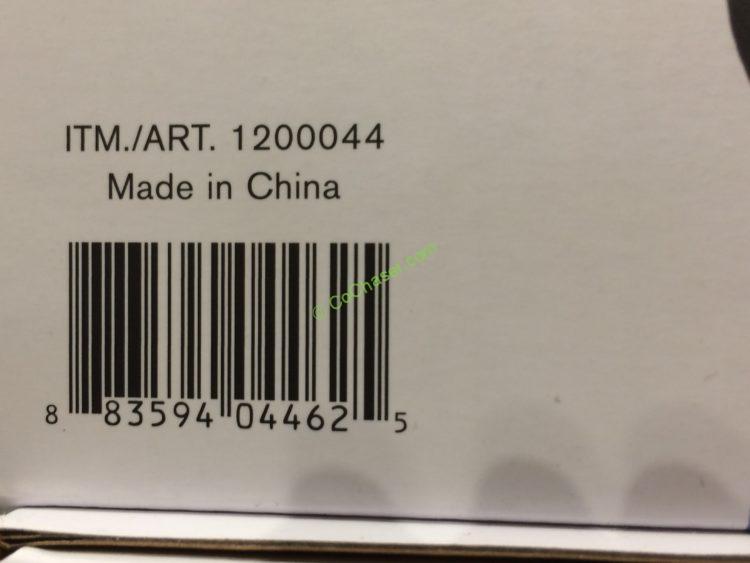 ITM./ART. 1200044
Made in China
© CoChaser.com
8 83594 04462 5